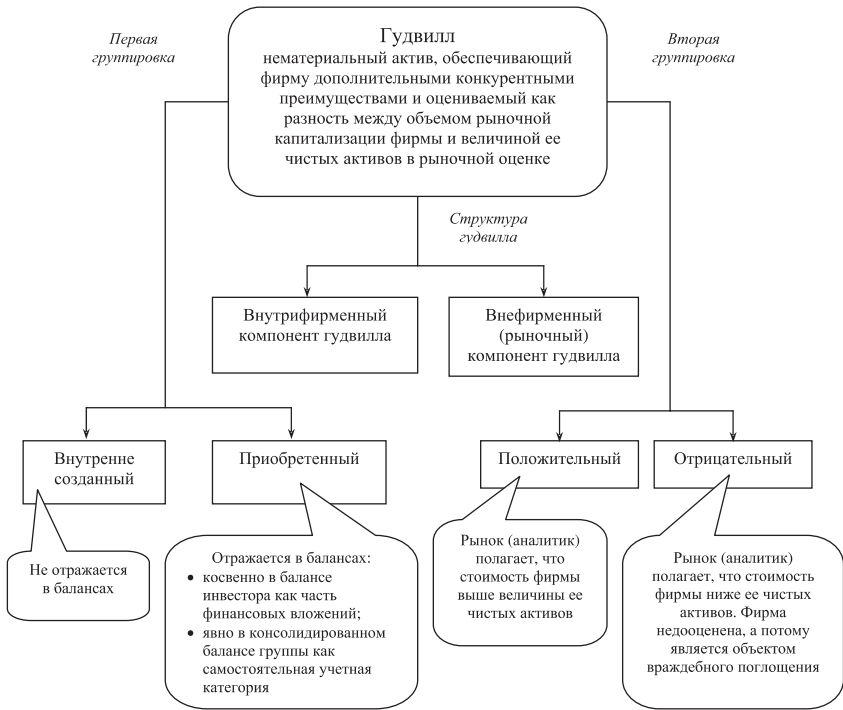 Первая
группировка
Гудвилл
нематериальный актив, обеспечивающий
фирму дополнительными конкурентными
преимуществами и оцениваемый как
разность между объемом рыночной
капитализации фирмы и величиной ее
чистых активов в рыночной оценке
Вторая
группировка
Структура
гудвилла
Внутрифирменный
компонент гудвилла
Внефирменный
(рыночный)
компонент гудвилла
Внутренне
созданный
Приобретенный
Положительный
Отрицательный
Не отражается
в балансах
Отражается в балансах:
• косвенно в балансе
инвестора как часть
финансовых вложений;
• явно в консолидированном
балансе группы как
самостоятельная учетная
категория
Рынок (аналитик)
полагает, что
стоимость фирмы
выше величины ее
чистых активов
Рынок (аналитик)
полагает, что стоимость
фирмы ниже ее чистых
активов. Фирма
недооценена, а потому
является объектом
враждебного поглощения